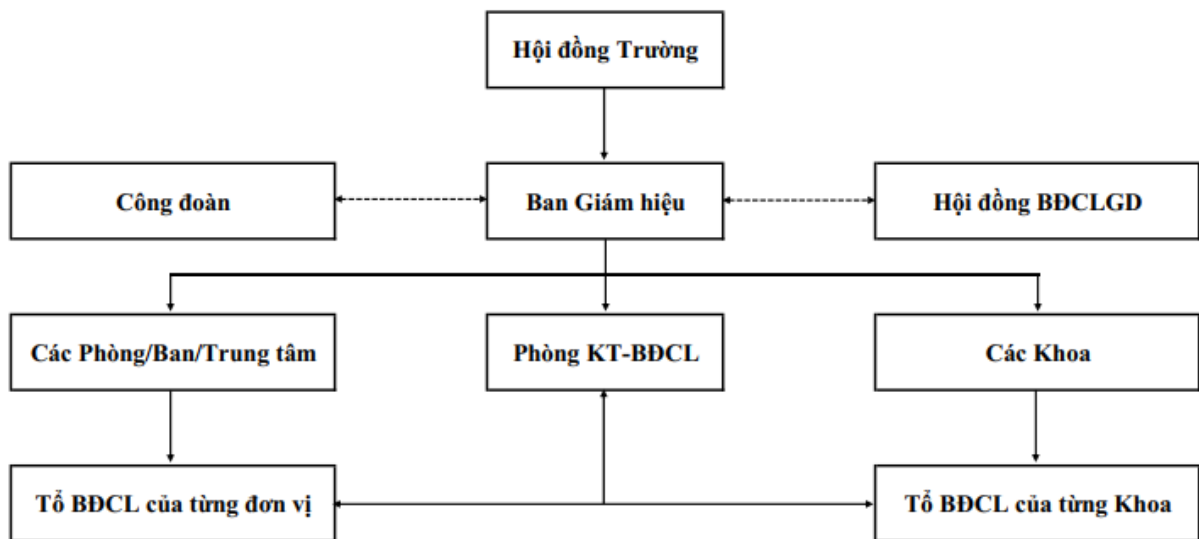 Hội đồng Trường
Công đoàn
Ban Giám hiệu
Hội đồng BĐCLGD
Các Phòng/Ban/Trung tâm
Phòng KT-BĐCL
Các Khoa
Tổ BĐCL của từng đơn vị
Tổ BĐCL của từng Khoa